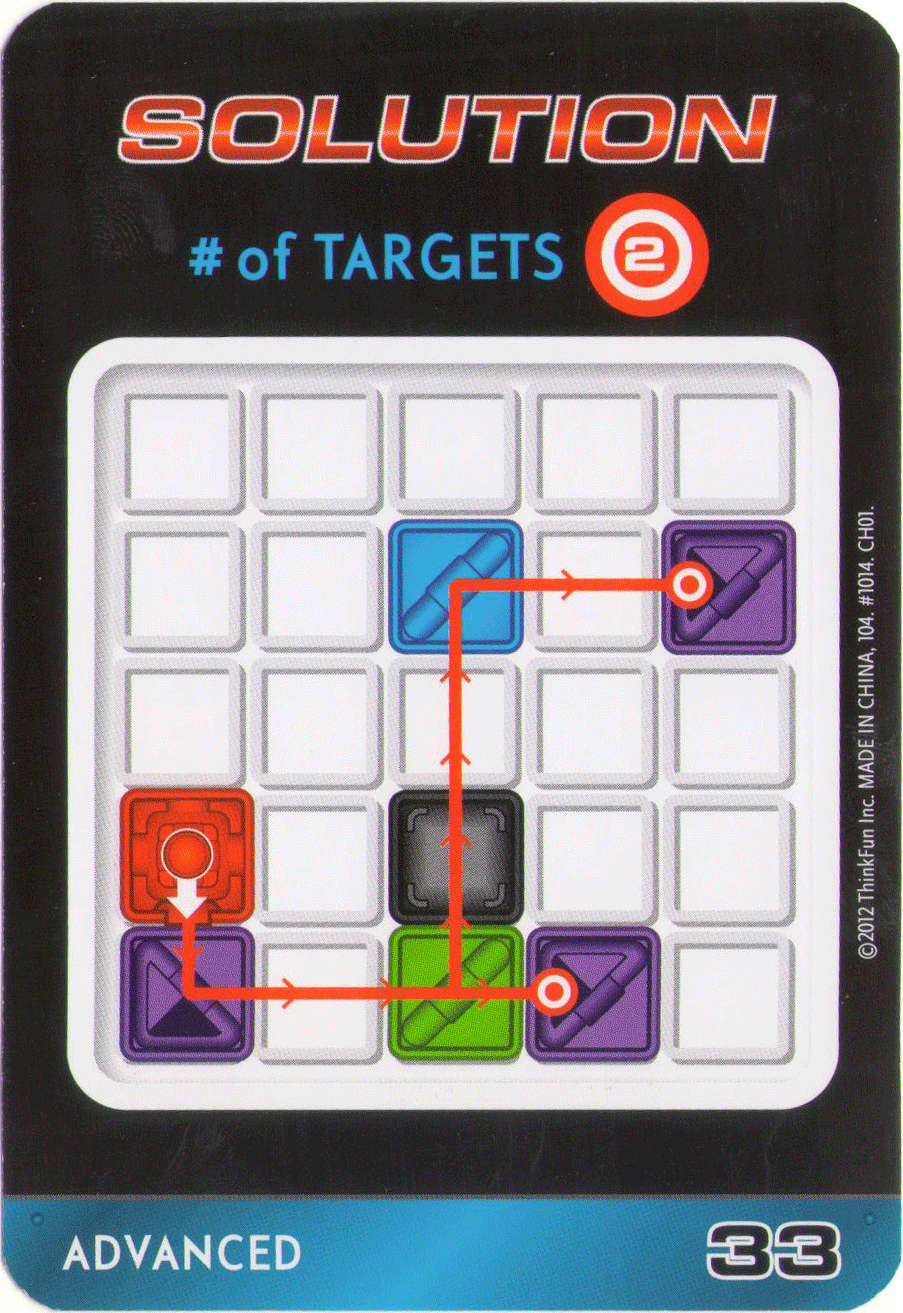 SOLUTION
# of TARGETS 2
©2012 ThinkFun Inc. MADE IN CHINA, 104. #1014. CH01.
ADVANCED 33